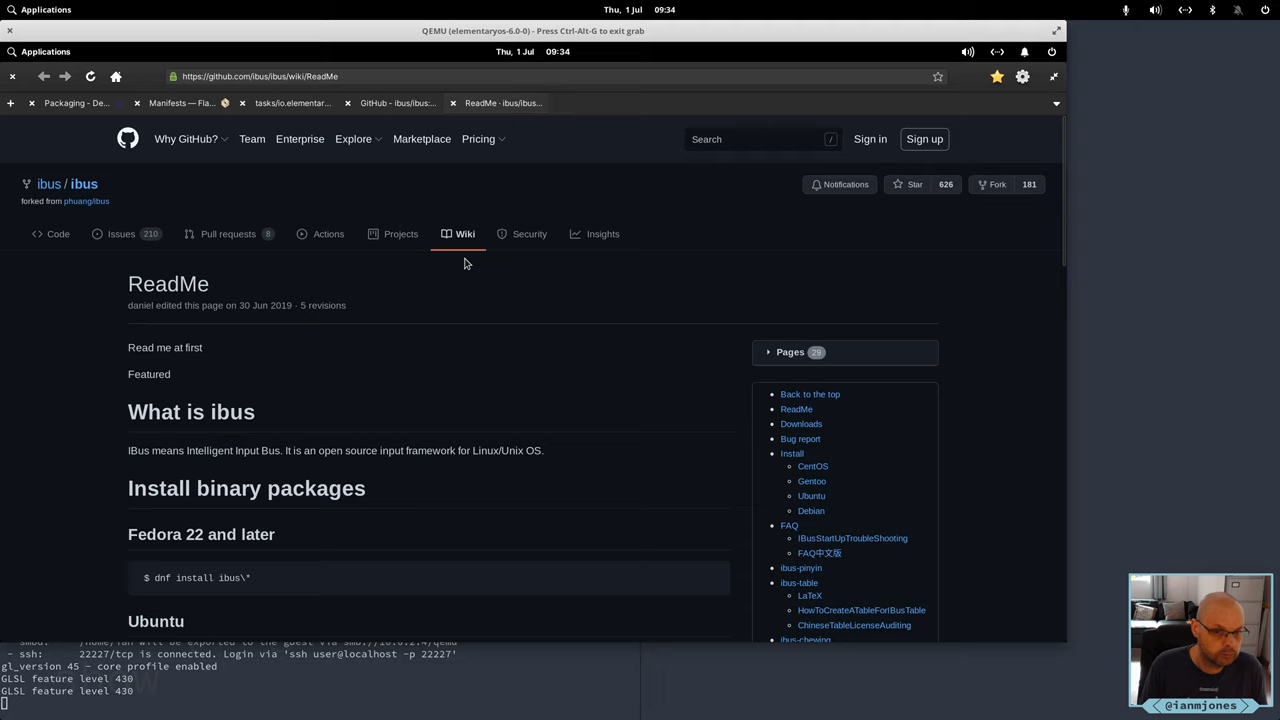 Applications
Thu, 1 Jul 09:34
QEMU (elementaryos-6.0-0) - Press Ctrl-Alt-G to exit grab
Applications
Thu, 1 Jul 09:34
https://github.com/ibus/ibus/wiki/ReadMe
Packaging - De...
Manifests — Fla...
tasks/io.elementar...
GitHub - ibus/ibus:...
ReadMe · ibus/ibus...
Why GitHub? Team Enterprise Explore Marketplace Pricing
Search /
Sign in
Sign up
ibus / ibus
forked from phuang/ibus
Notifications
Star 626
Fork 181
Code
Issues 210
Pull requests 8
Actions
Projects
Wiki
Security
Insights
ReadMe
daniel edited this page on 30 Jun 2019 · 5 revisions
Read me at first
Featured
What is ibus
IBus means Intelligent Input Bus. It is an open source input framework for Linux/Unix OS.
Install binary packages
Fedora 22 and later
$ dnf install ibus\*
Ubuntu
Pages 29
Back to the top
ReadMe
Downloads
Bug report
Install
CentOS
Gentoo
Ubuntu
Debian
FAQ
IBusStartUpTroubleShooting
FAQ中文版
ibus-pinyin
ibus-table
LaTeX
HowToCreateATableForIBusTable
ChineseTableLicenseAuditing
ibus-chewing
- ssh: 22227/tcp is connected. Login via 'ssh user@localhost -p 22227'
gl_version 45 - core profile enabled
GLSL feature level 430
GLSL feature level 430
@ianmjones